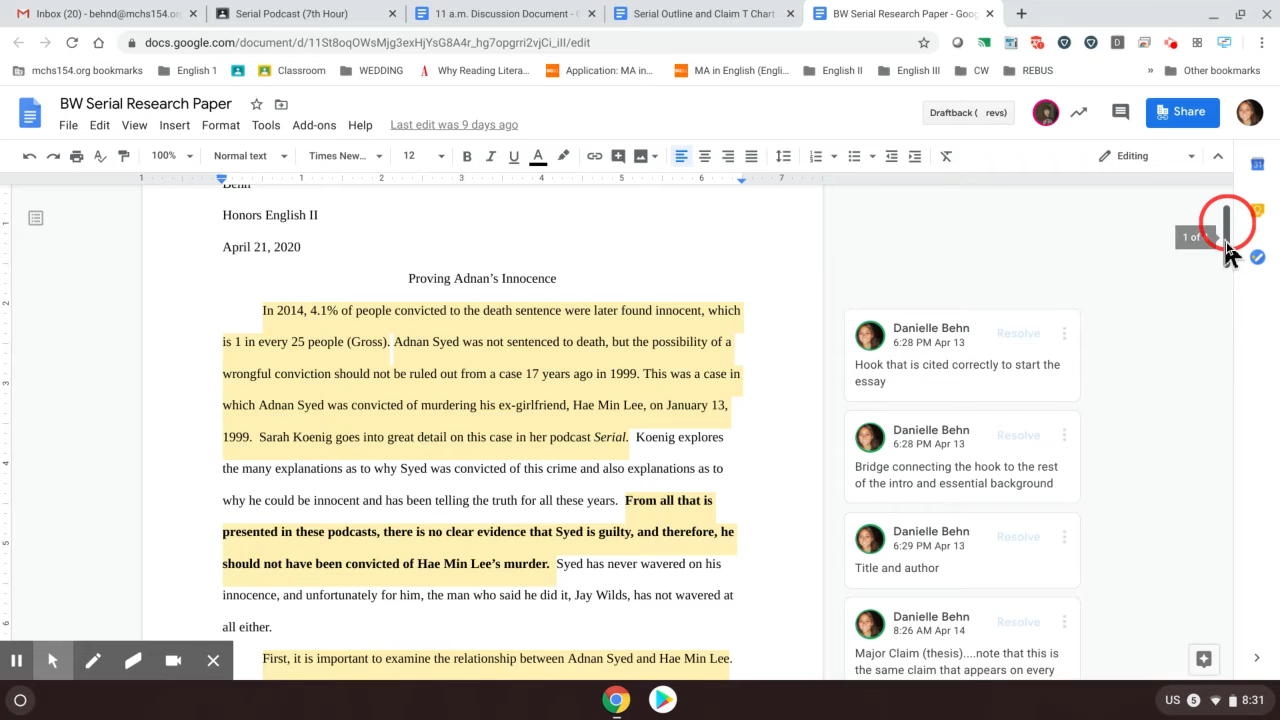 Inbox (20) - behnd@mchs154.or
Serial Podcast (7th Hour)
11 a.m. Discussion Document -
Serial Outline and Claim T Chart
BW Serial Research Paper - Goog
docs.google.com/document/d/11St8oqOWsMjg3exHjYsG8A4r_hg7opgrri2vjCi_iII/edit
mchs154.org bookmarks
English 1
Classroom
WEDDING
Why Reading Litera...
Application: MA in...
MA in English (Engli...
English II
English III
CW
REBUS
»
Other bookmarks
BW Serial Research Paper
File Edit View Insert Format Tools Add-ons Help Last edit was 9 days ago
Draftback ( revs)
Share
100% Normal text Times New... 12 B I U A Editing
1 1 2 3 4 5 6 7
Behn
Honors English II
April 21, 2020
Proving Adnan’s Innocence
In 2014, 4.1% of people convicted to the death sentence were later found innocent, which
is 1 in every 25 people (Gross). Adnan Syed was not sentenced to death, but the possibility of a
wrongful conviction should not be ruled out from a case 17 years ago in 1999. This was a case in
which Adnan Syed was convicted of murdering his ex-girlfriend, Hae Min Lee, on January 13,
1999. Sarah Koenig goes into great detail on this case in her podcast Serial. Koenig explores
the many explanations as to why Syed was convicted of this crime and also explanations as to
why he could be innocent and has been telling the truth for all these years. From all that is
presented in these podcasts, there is no clear evidence that Syed is guilty, and therefore, he
should not have been convicted of Hae Min Lee’s murder. Syed has never wavered on his
innocence, and unfortunately for him, the man who said he did it, Jay Wilds, has not wavered at
all either.
First, it is important to examine the relationship between Adnan Syed and Hae Min Lee.
1 of
Danielle Behn Resolve
6:28 PM Apr 13
Hook that is cited correctly to start the
essay
Danielle Behn Resolve
6:28 PM Apr 13
Bridge connecting the hook to the rest
of the intro and essential background
Danielle Behn Resolve
6:29 PM Apr 13
Title and author
Danielle Behn Resolve
8:26 AM Apr 14
Major Claim (thesis)....note that this is
the same claim that appears on every
US 5 8:31